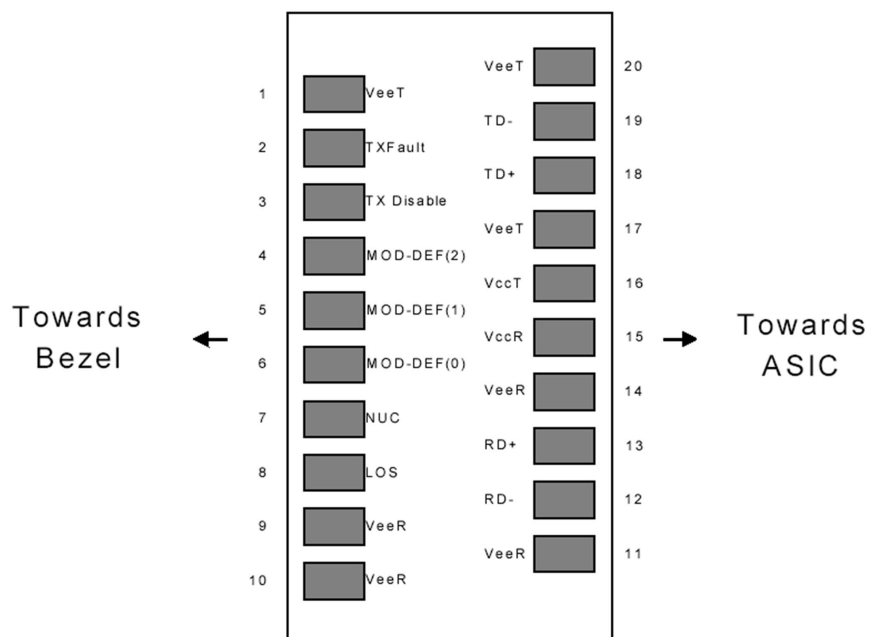 VeeT 20
1 VeeT
TD- 19
2 TXFault
TD+ 18
3 TX Disable
VeeT 17
4 MOD-DEF(2)
VccT 16
5 MOD-DEF(1)
Towards
Bezel
VccR 15
Towards
ASIC
6 MOD-DEF(0)
VeeR 14
7 NUC
RD+ 13
8 LOS
RD- 12
9 VeeR
VeeR 11
10 VeeR